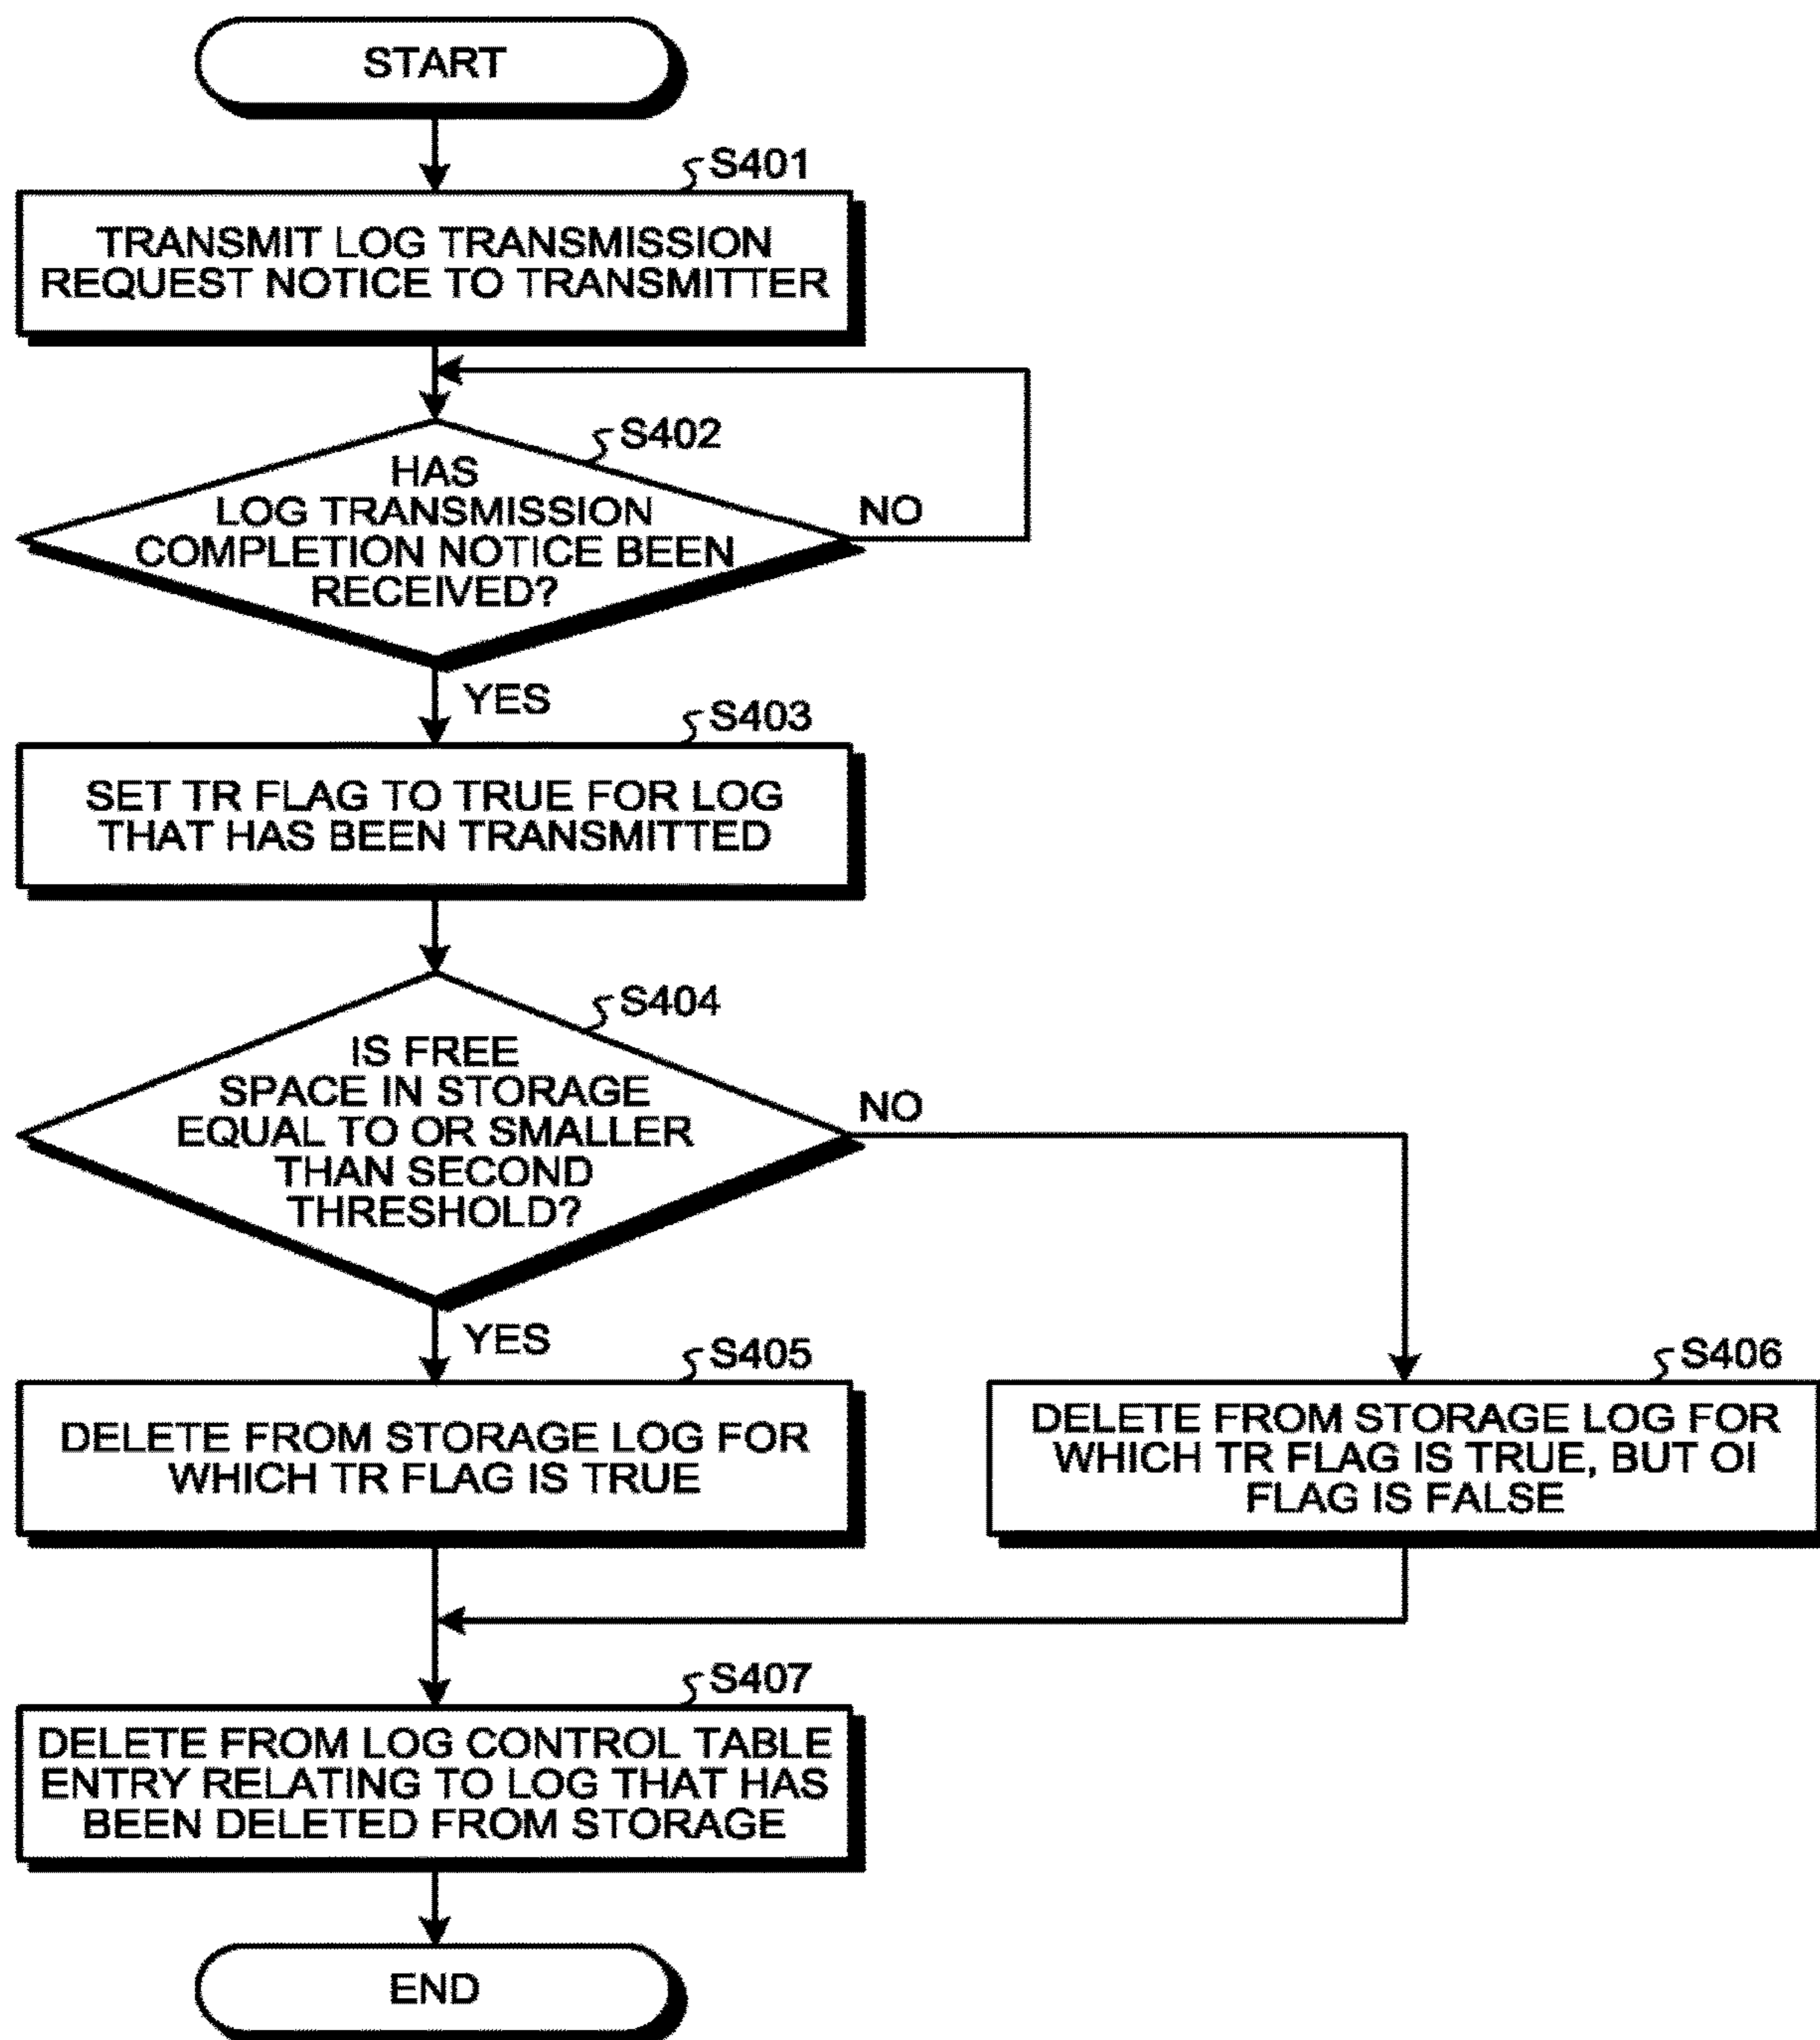 START
S401
TRANSMIT LOG TRANSMISSION
REQUEST NOTICE TO TRANSMITTER
S402
HAS
LOG TRANSMISSION
COMPLETION NOTICE BEEN
RECEIVED?
NO
YES
S403
SET TR FLAG TO TRUE FOR LOG
THAT HAS BEEN TRANSMITTED
S404
IS FREE
SPACE IN STORAGE
EQUAL TO OR SMALLER
THAN SECOND
THRESHOLD?
NO
YES
S405
DELETE FROM STORAGE LOG FOR
WHICH TR FLAG IS TRUE
S406
DELETE FROM STORAGE LOG FOR
WHICH TR FLAG IS TRUE, BUT OI
FLAG IS FALSE
S407
DELETE FROM LOG CONTROL TABLE
ENTRY RELATING TO LOG THAT HAS
BEEN DELETED FROM STORAGE
END